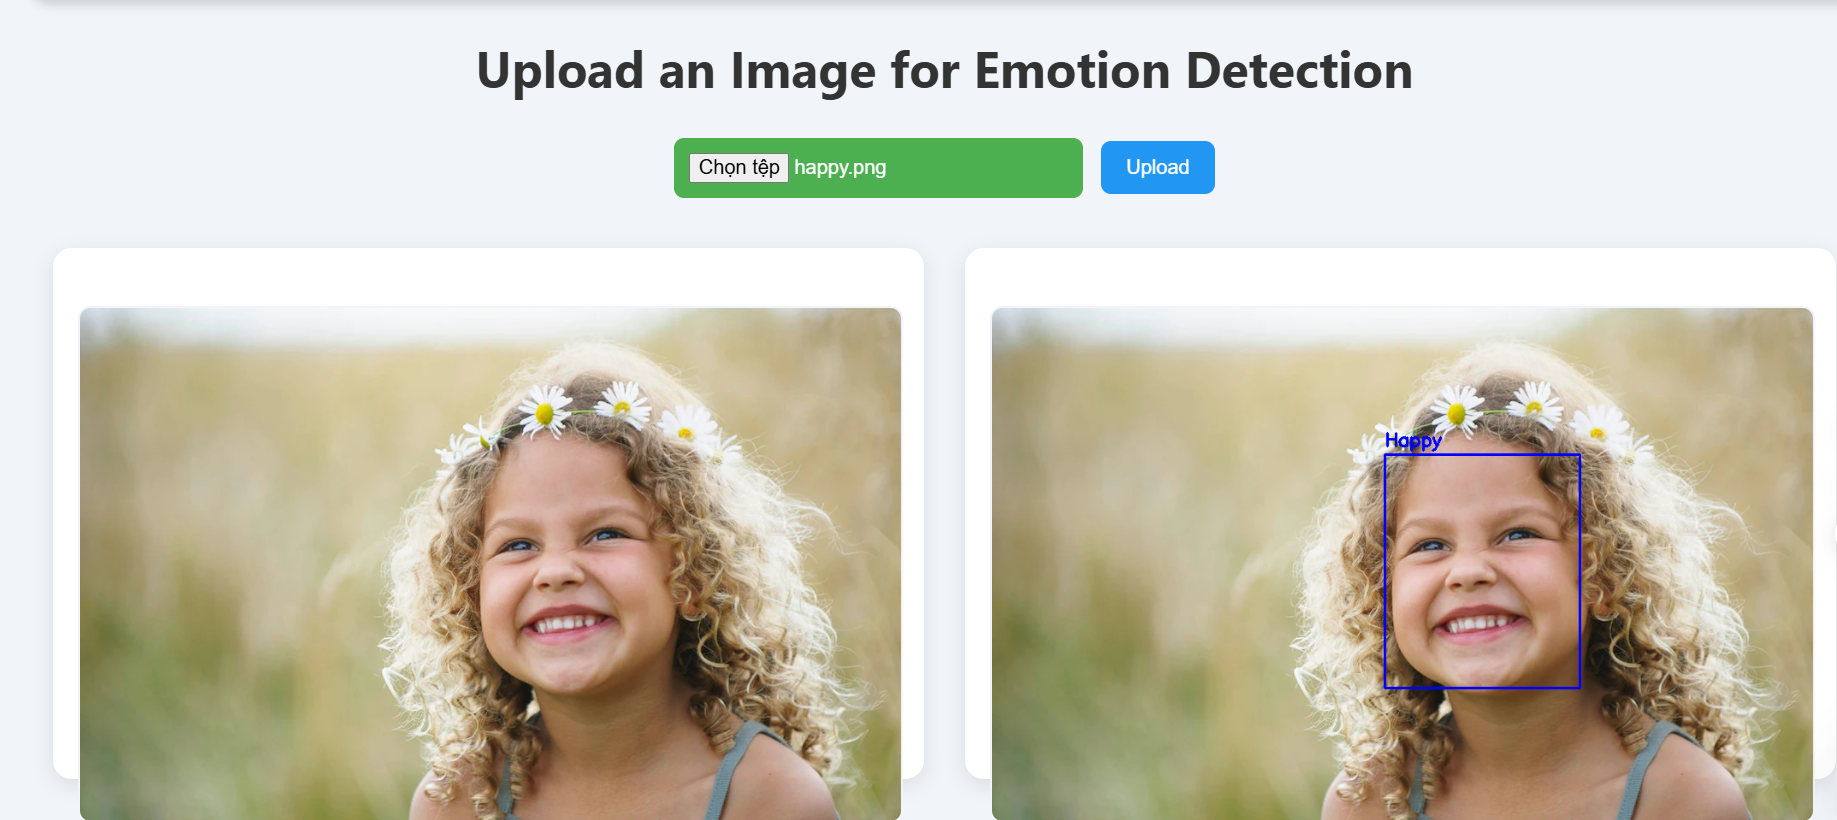 Upload an Image for Emotion Detection
Chọn tệp happy.png
Upload
Happy